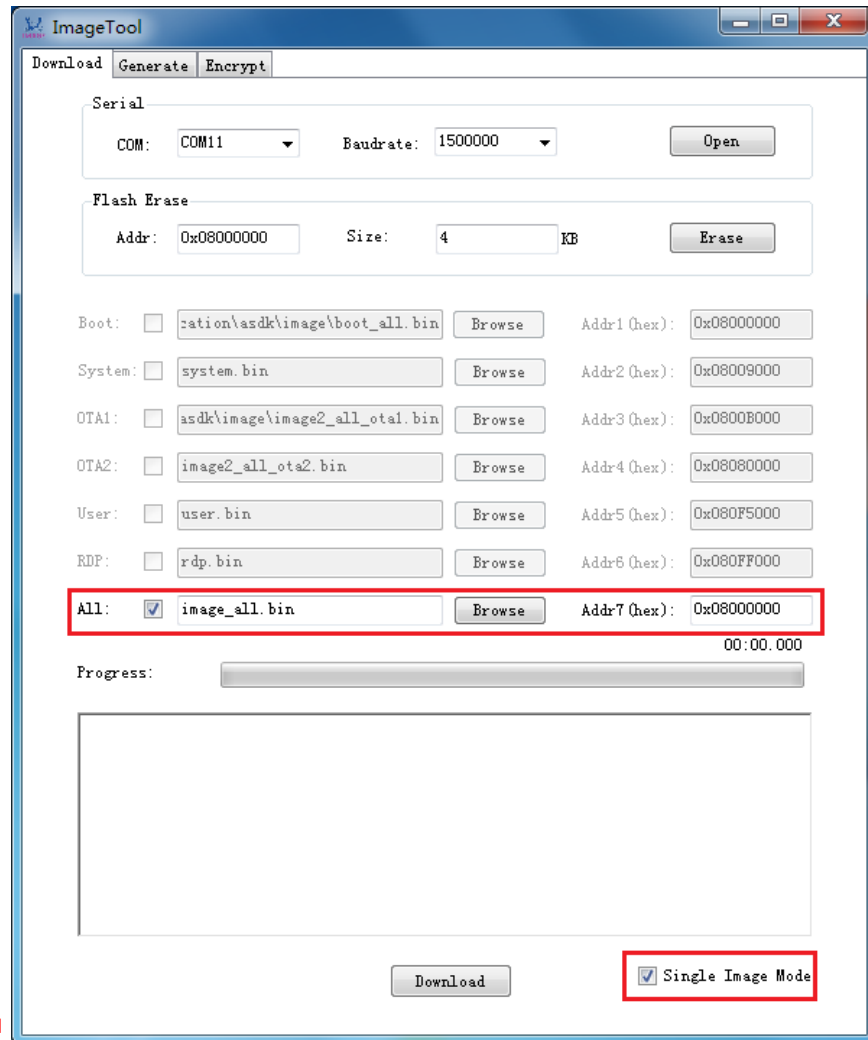 ImageTool
Download Generate Encrypt
Serial
COM: COM11 Baudrate: 1500000 Open
Flash Erase
Addr: 0x08000000 Size: 4 KB Erase
Boot: cation\asdk\image\boot_all.bin Browse Addr1(hex): 0x08000000
System: system.bin Browse Addr2(hex): 0x08009000
OTA1: asdk\image\image2_all_ota1.bin Browse Addr3(hex): 0x0800B000
OTA2: image2_all_ota2.bin Browse Addr4(hex): 0x08080000
User: user.bin Browse Addr5(hex): 0x080F5000
RDP: rdp.bin Browse Addr6(hex): 0x080FF000
All: image_all.bin Browse Addr7(hex): 0x08000000
00:00.000
Progress:
Download Single Image Mode